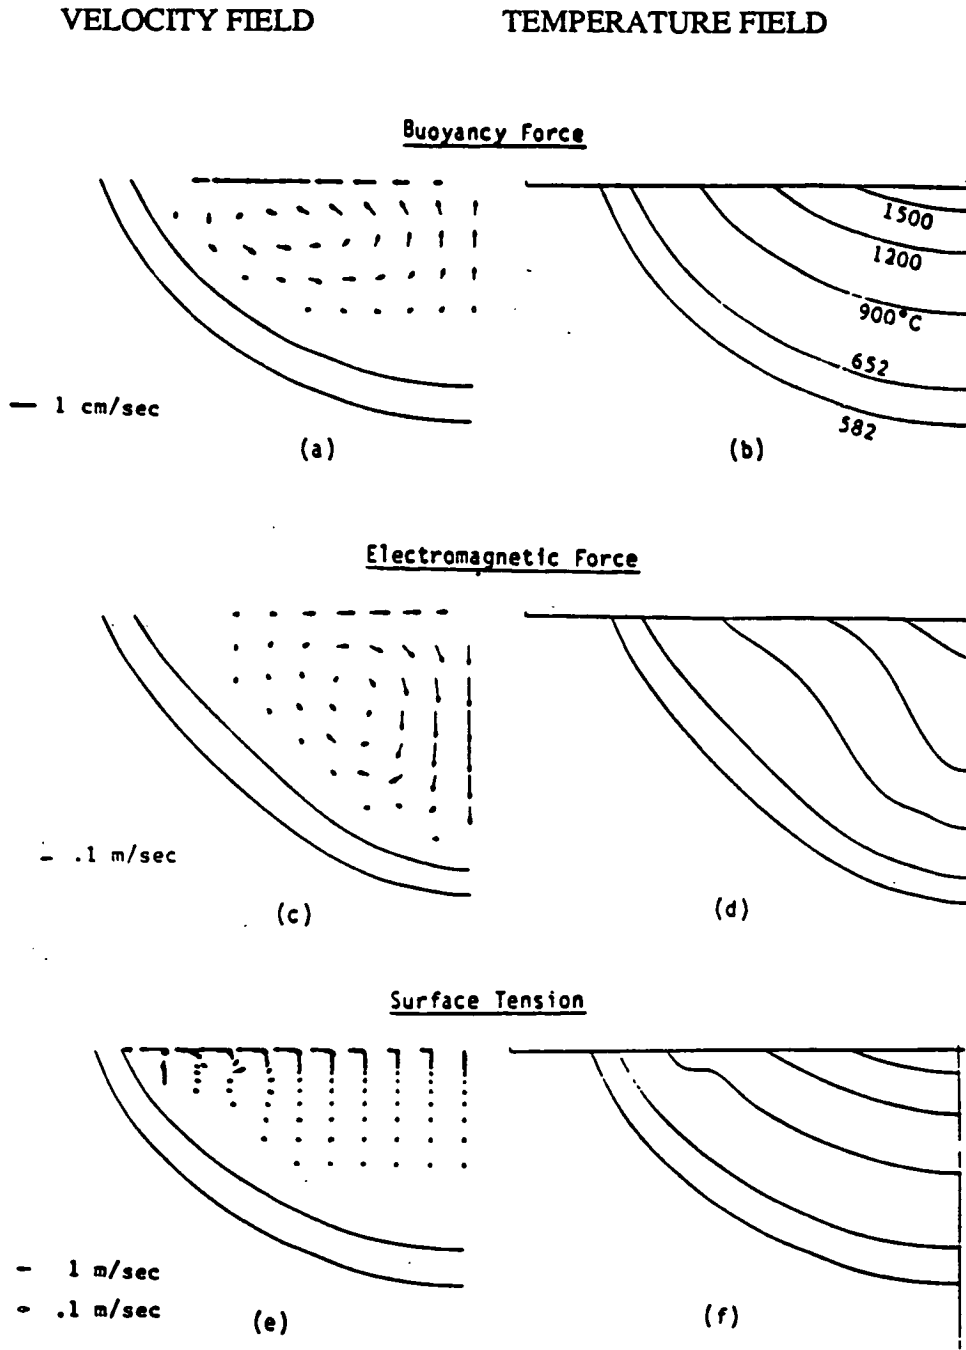 VELOCITY FIELD
TEMPERATURE FIELD
Buoyancy Force
1500
1200
900°C
652
582
1 cm/sec
(a)
(b)
Electromagnetic Force
.1 m/sec
(c)
(d)
Surface Tension
1 m/sec
.1 m/sec
(e)
(f)